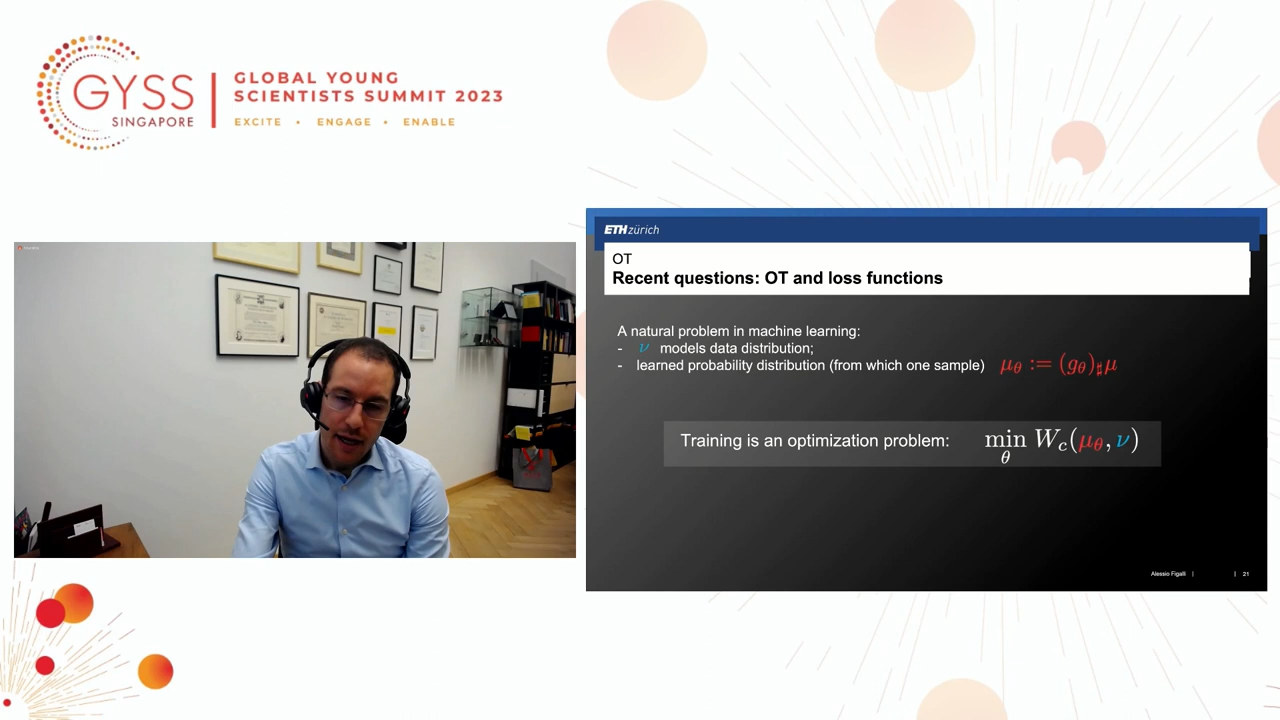 GYSS
SINGAPORE
GLOBAL YOUNG
SCIENTISTS SUMMIT 2023
EXCITE • ENGAGE • ENABLE
ETH zürich
OT
Recent questions: OT and loss functions
A natural problem in machine learning:
- ν models data distribution;
- learned probability distribution (from which one sample) μ_θ := (g_θ)_♯ μ
Training is an optimization problem: min_θ W_c(μ_θ, ν)
Alessio Figalli | | 21